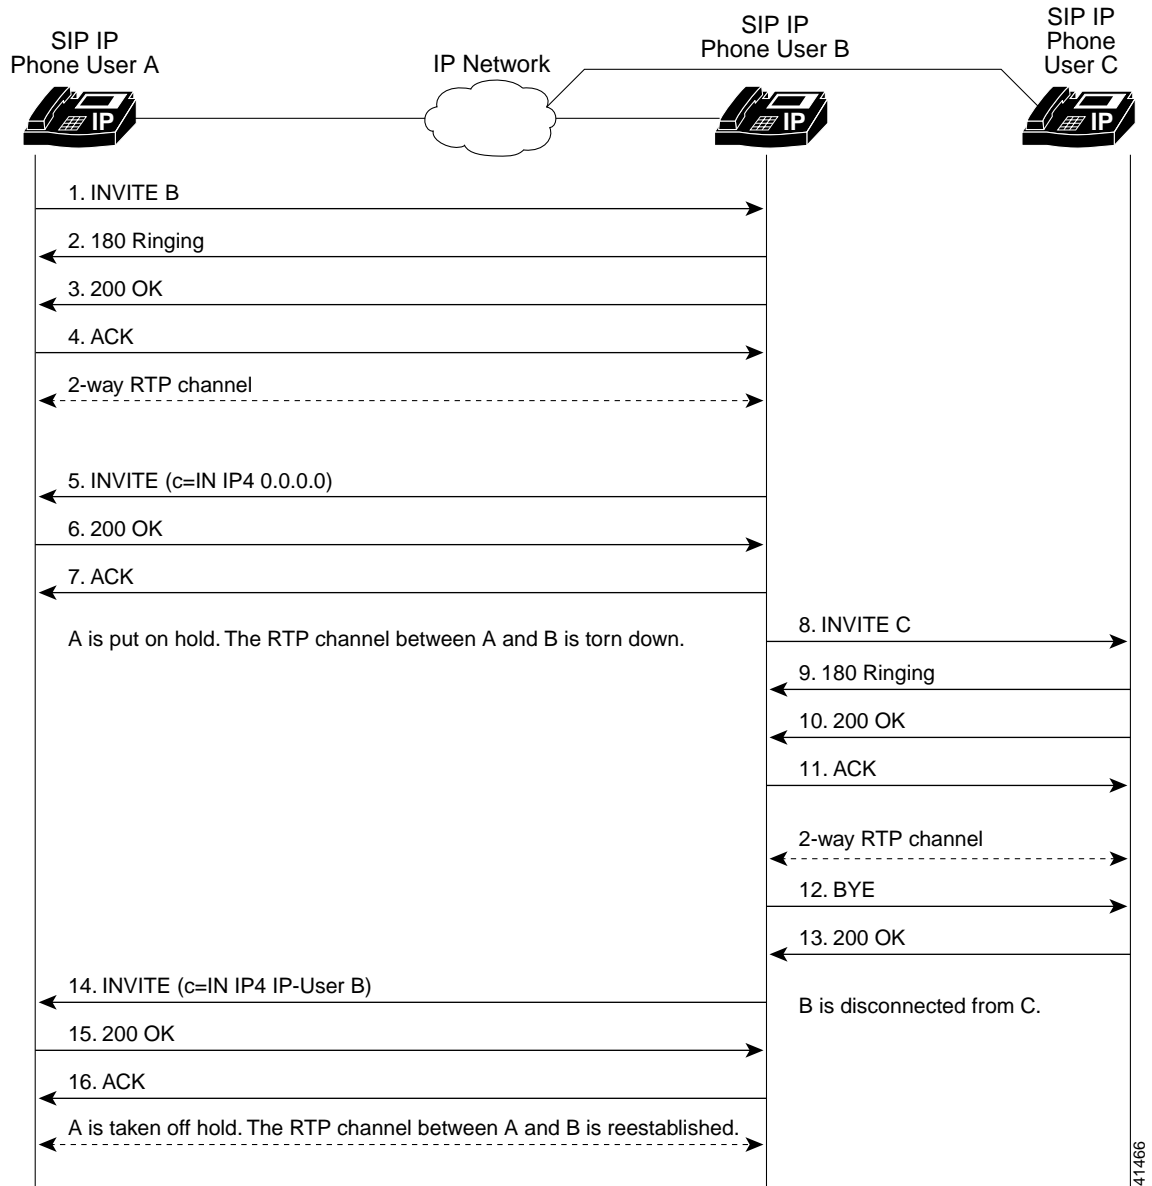 SIP IP
Phone User A
IP Network
SIP IP
Phone User B
SIP IP
Phone
User C
IP
IP
IP
1. INVITE B
2. 180 Ringing
3. 200 OK
4. ACK
2-way RTP channel
5. INVITE (c=IN IP4 0.0.0.0)
6. 200 OK
7. ACK
A is put on hold. The RTP channel between A and B is torn down.
8. INVITE C
9. 180 Ringing
10. 200 OK
11. ACK
2-way RTP channel
12. BYE
13. 200 OK
14. INVITE (c=IN IP4 IP-User B)
B is disconnected from C.
15. 200 OK
16. ACK
A is taken off hold. The RTP channel between A and B is reestablished.
41466